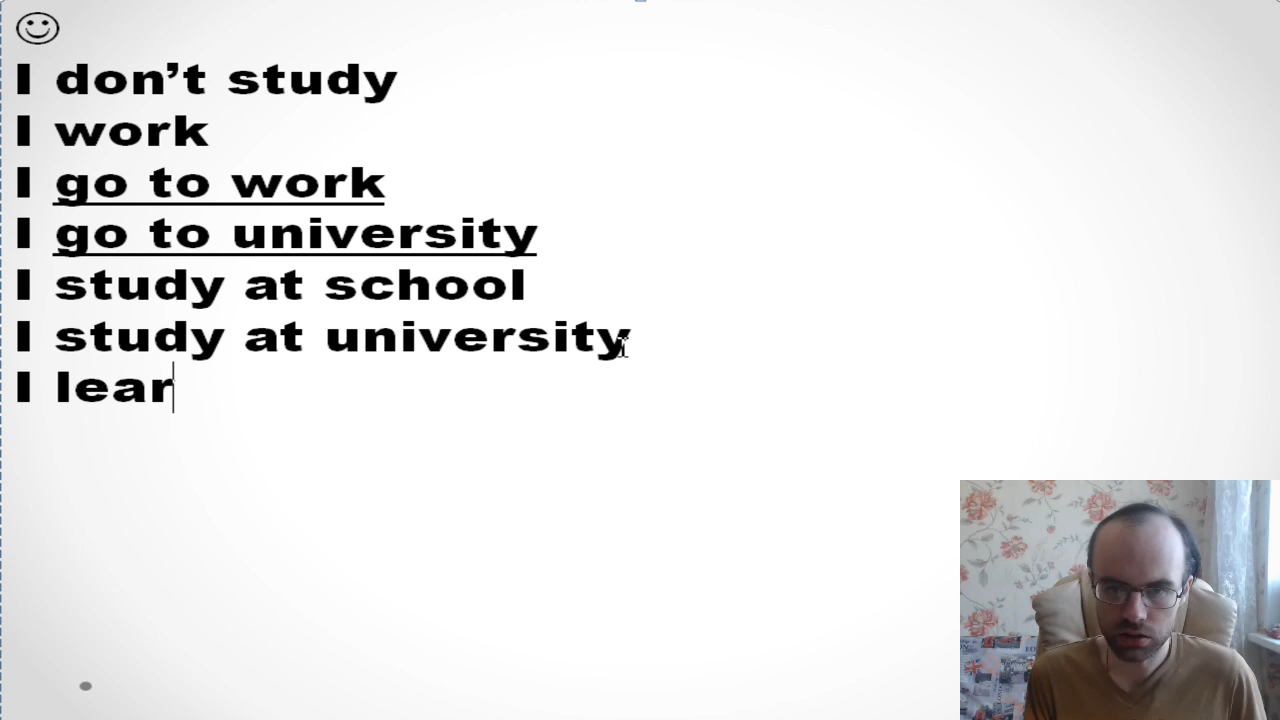 I don’t study
I work
I go to work
I go to university
I study at school
I study at university
I lear